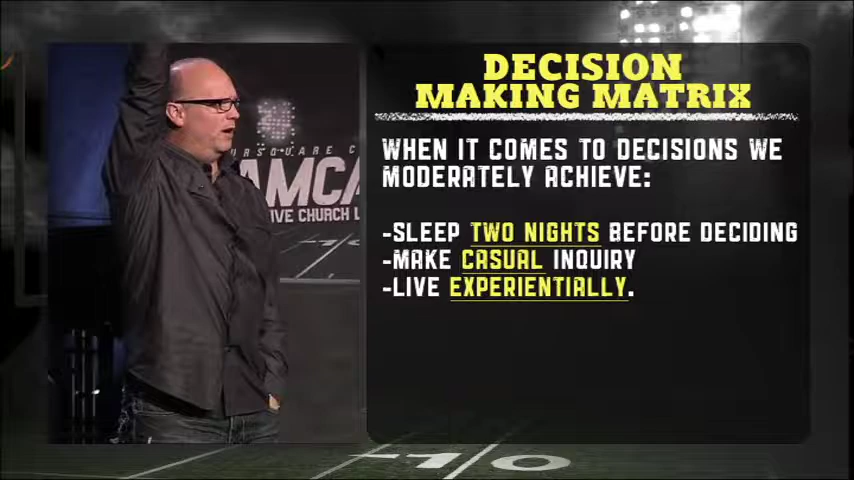 DECISION
MAKING MATRIX
WHEN IT COMES TO DECISIONS WE
MODERATELY ACHIEVE:
-SLEEP TWO NIGHTS BEFORE DECIDING
-MAKE CASUAL INQUIRY
-LIVE EXPERIENTIALLY.
-10